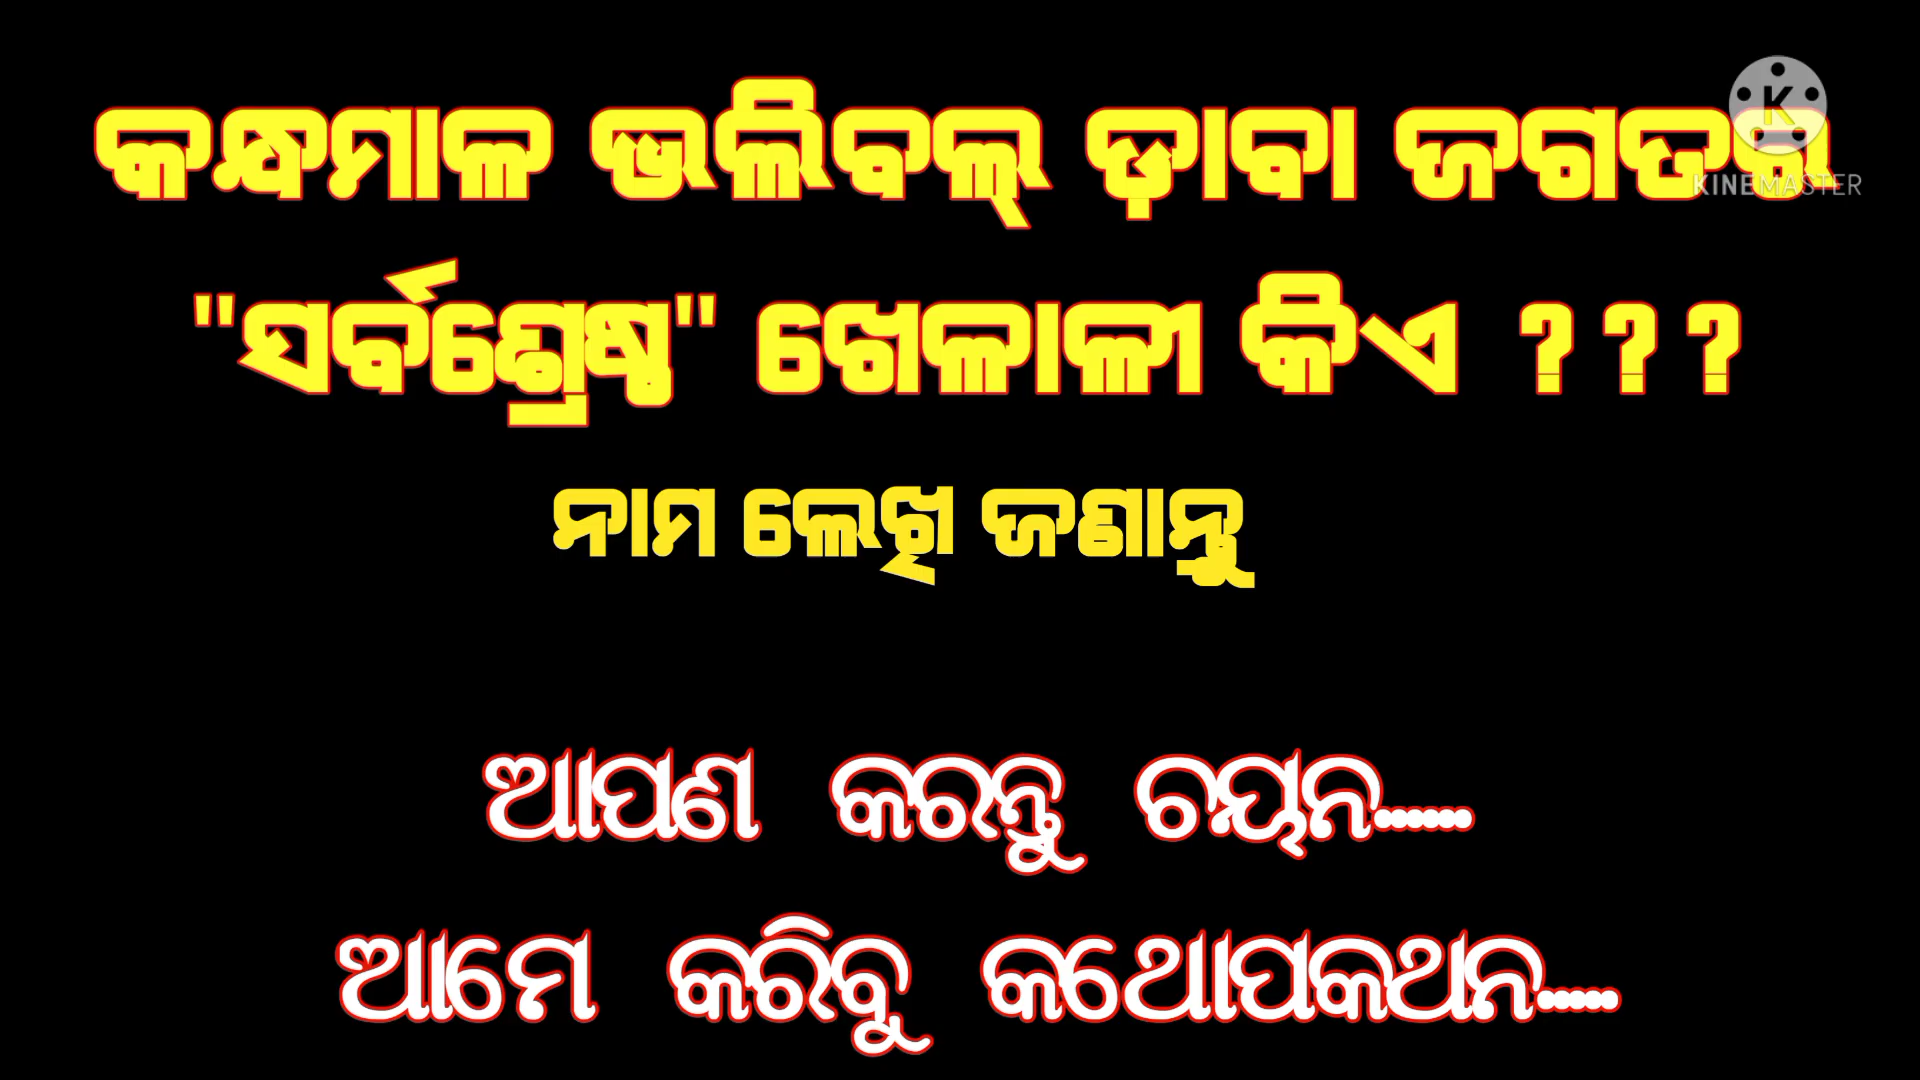 କନ୍ଧମାଳ ଭଲିବଲ୍ ଡ଼ାବା ଜଗତର
"ସର୍ବଶ୍ରେଷ୍ଠ" ଖେଳାଳୀ କିଏ ???
ନାମ ଲେଖି ଜଣାନ୍ତୁ
ଆପଣ କରନ୍ତୁ ଚୟନ......
ଆମେ କରିବୁ କଥୋପକଥନ.....
K
KINEMASTER